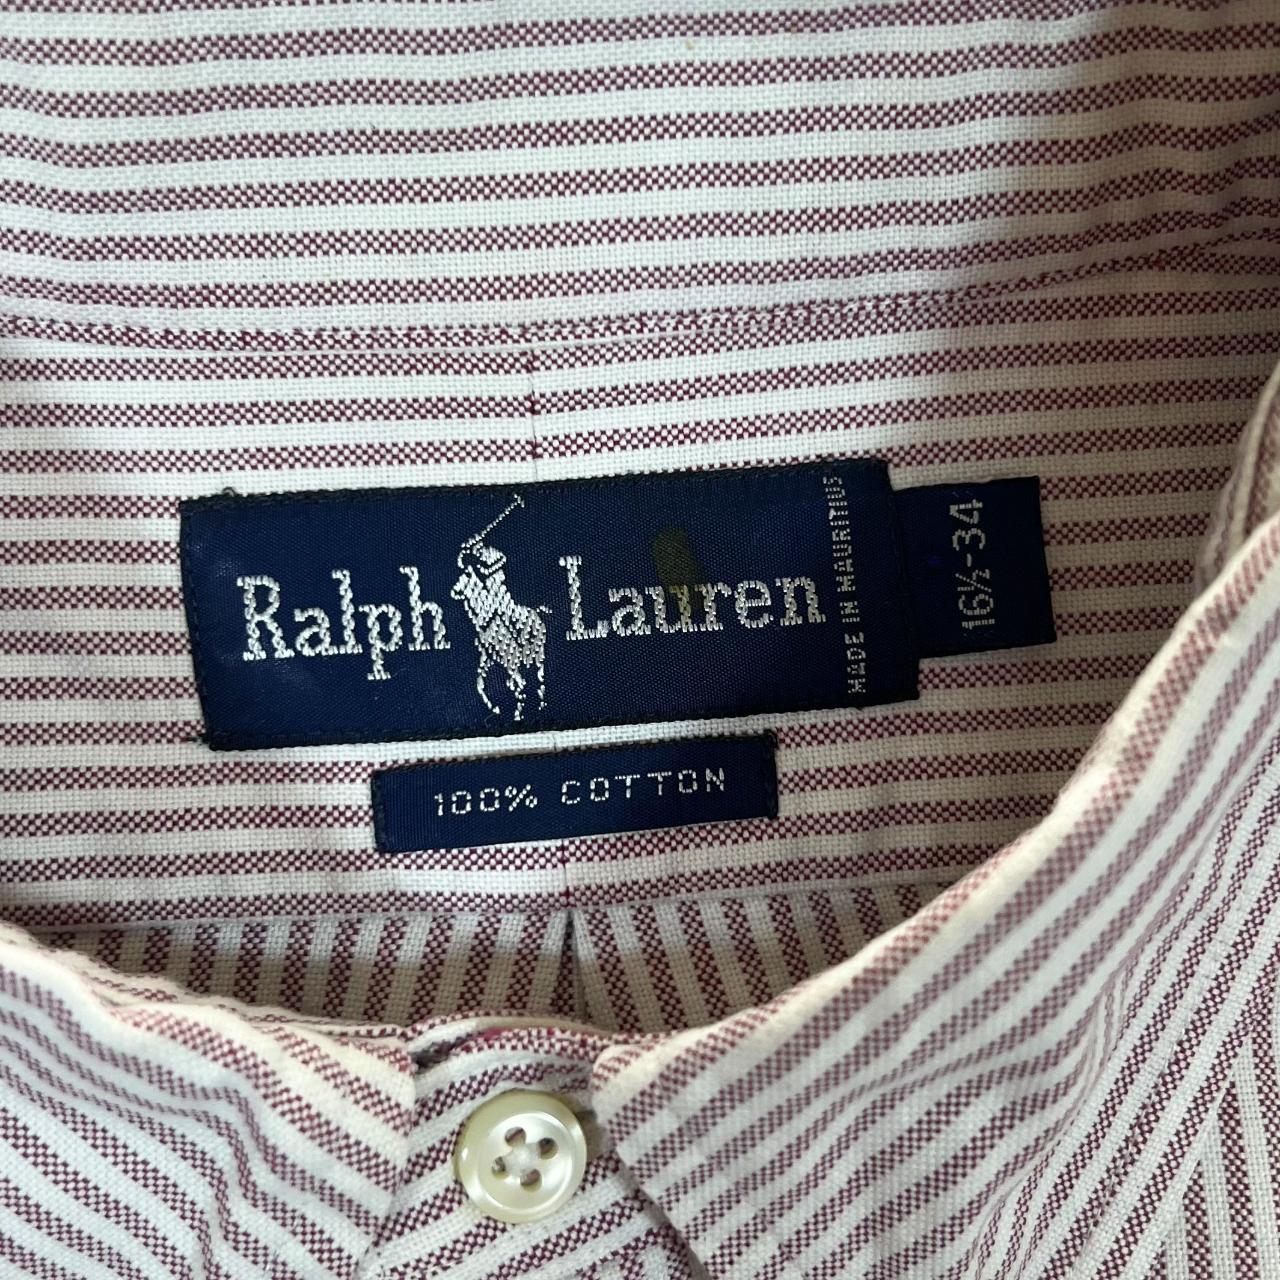 Ralph Lauren
MADE IN MAURITIUS
16½-34
100% COTTON